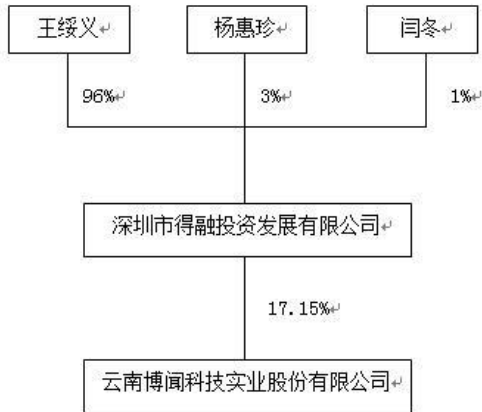 王绥义 杨惠珍 闫冬
96% 3% 1%
深圳市得融投资发展有限公司
17.15%
云南博闻科技实业股份有限公司